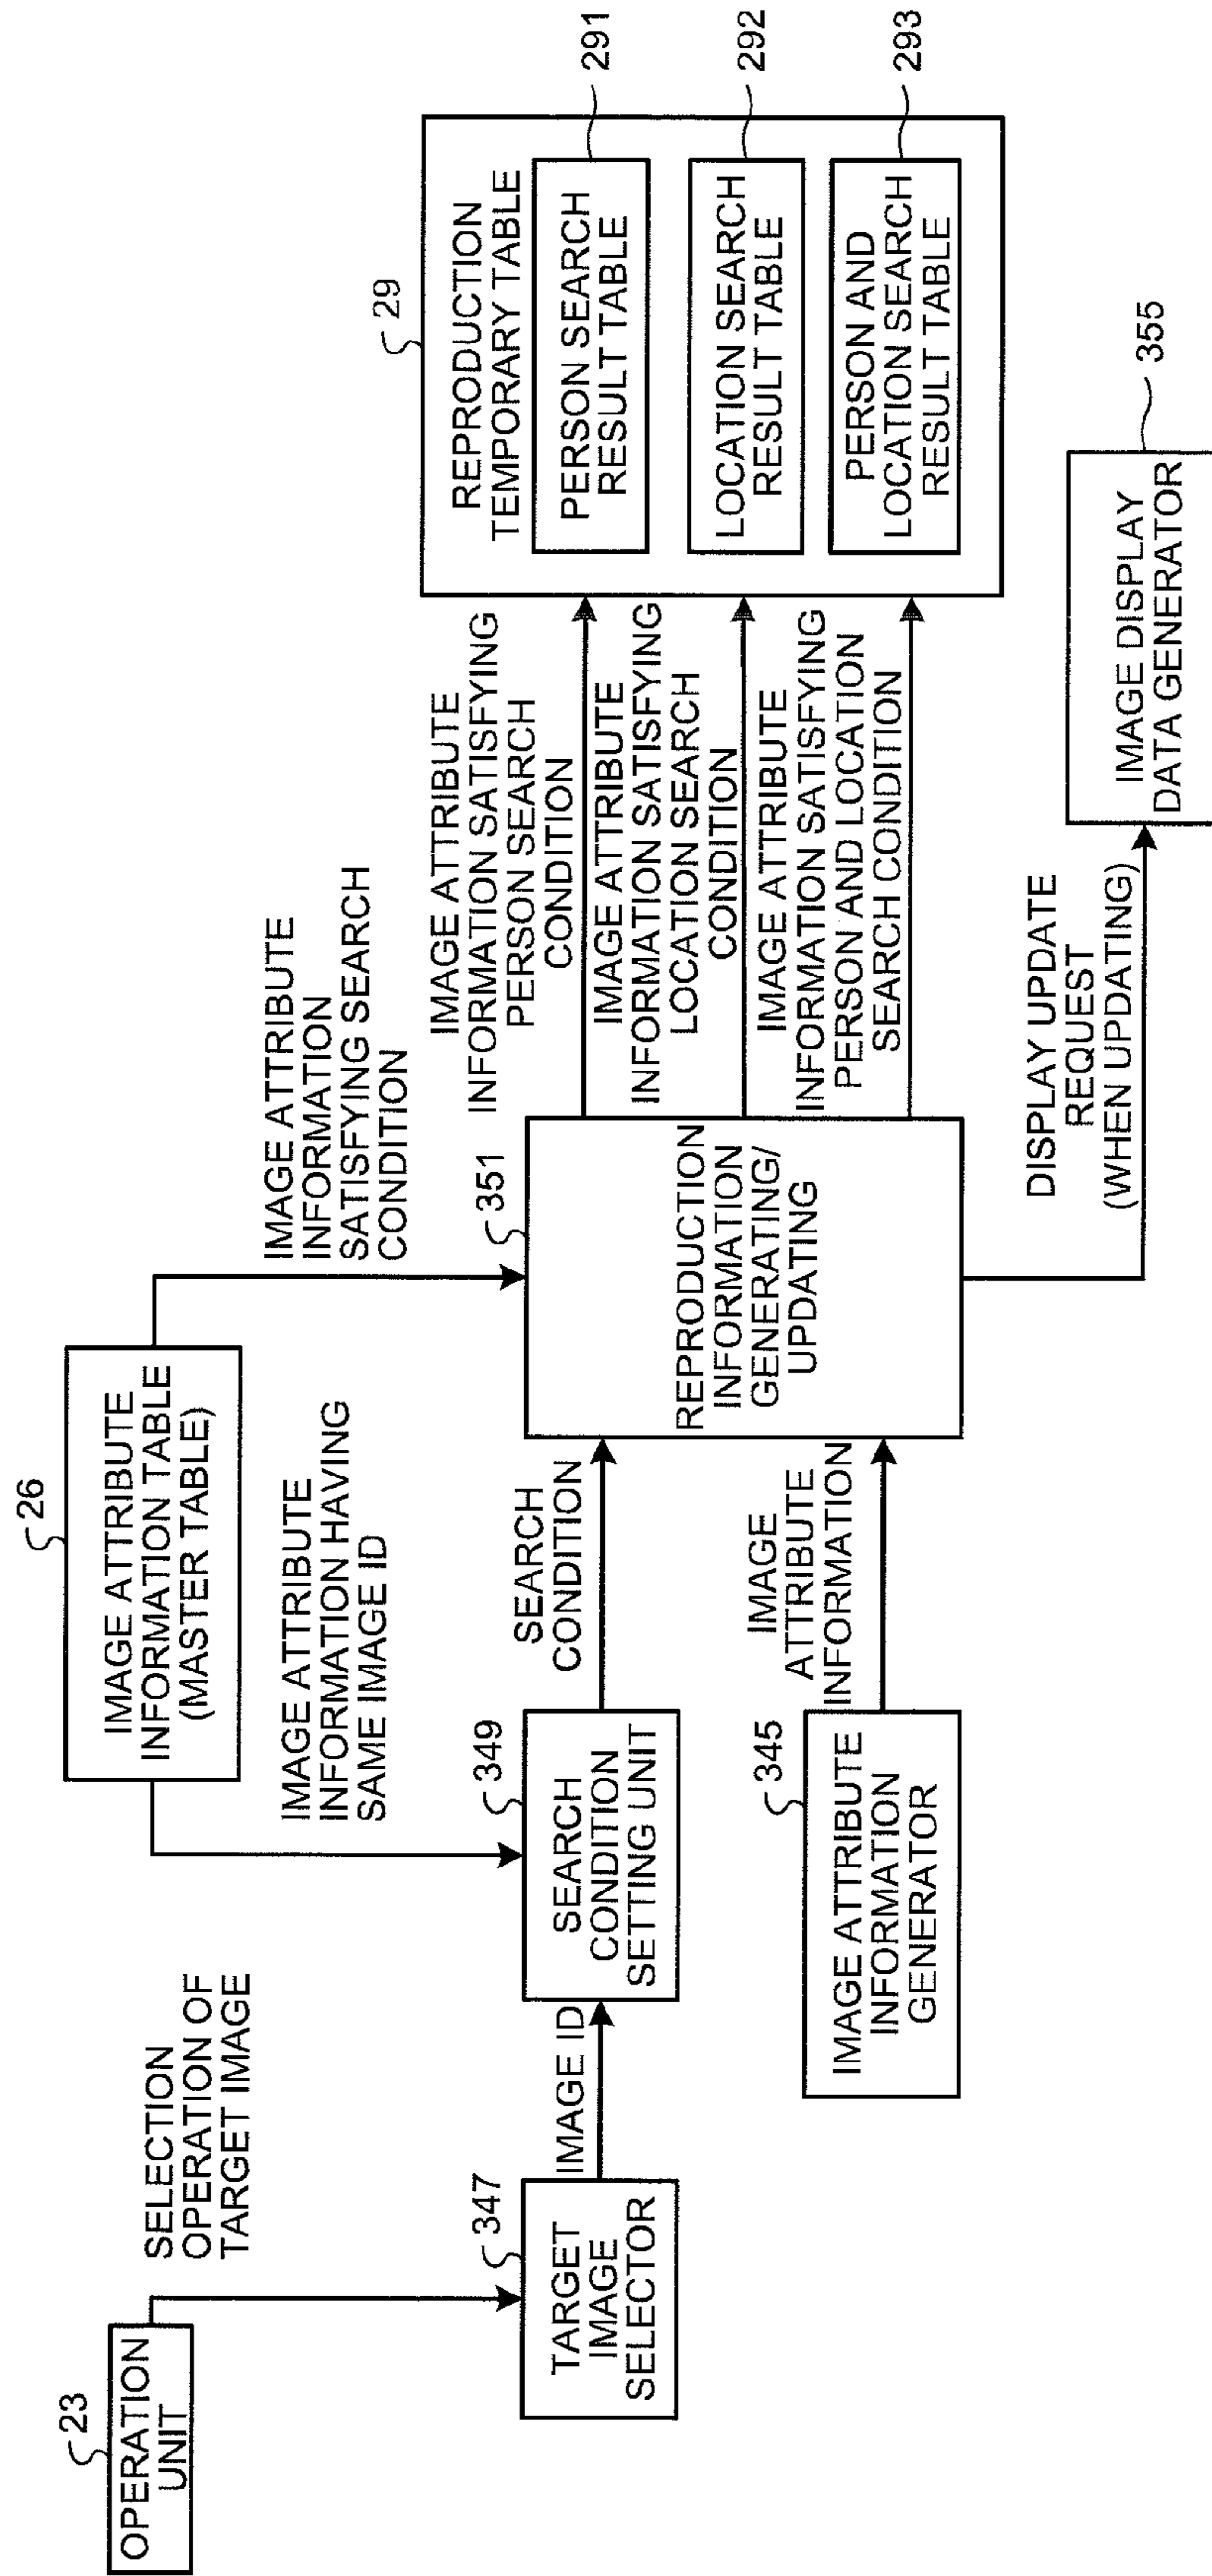 23
OPERATION
UNIT
SELECTION
OPERATION OF
TARGET IMAGE
347
TARGET
IMAGE
SELECTOR
IMAGE ID
26
IMAGE ATTRIBUTE
INFORMATION TABLE
(MASTER TABLE)
IMAGE ATTRIBUTE
INFORMATION HAVING
SAME IMAGE ID
349
SEARCH
CONDITION
SETTING UNIT
SEARCH
CONDITION
345
IMAGE ATTRIBUTE
INFORMATION
GENERATOR
IMAGE
ATTRIBUTE
INFORMATION
IMAGE ATTRIBUTE
INFORMATION
SATISFYING SEARCH
CONDITION
351
REPRODUCTION
INFORMATION
GENERATING/
UPDATING
IMAGE ATTRIBUTE
INFORMATION SATISFYING
PERSON SEARCH
CONDITION
IMAGE ATTRIBUTE
INFORMATION SATISFYING
LOCATION SEARCH
CONDITION
IMAGE ATTRIBUTE
INFORMATION SATISFYING
PERSON AND LOCATION
SEARCH CONDITION
DISPLAY UPDATE
REQUEST
(WHEN UPDATING)
29
REPRODUCTION
TEMPORARY TABLE
PERSON SEARCH
RESULT TABLE
291
LOCATION SEARCH
RESULT TABLE
292
PERSON AND
LOCATION SEARCH
RESULT TABLE
293
355
IMAGE DISPLAY
DATA GENERATOR